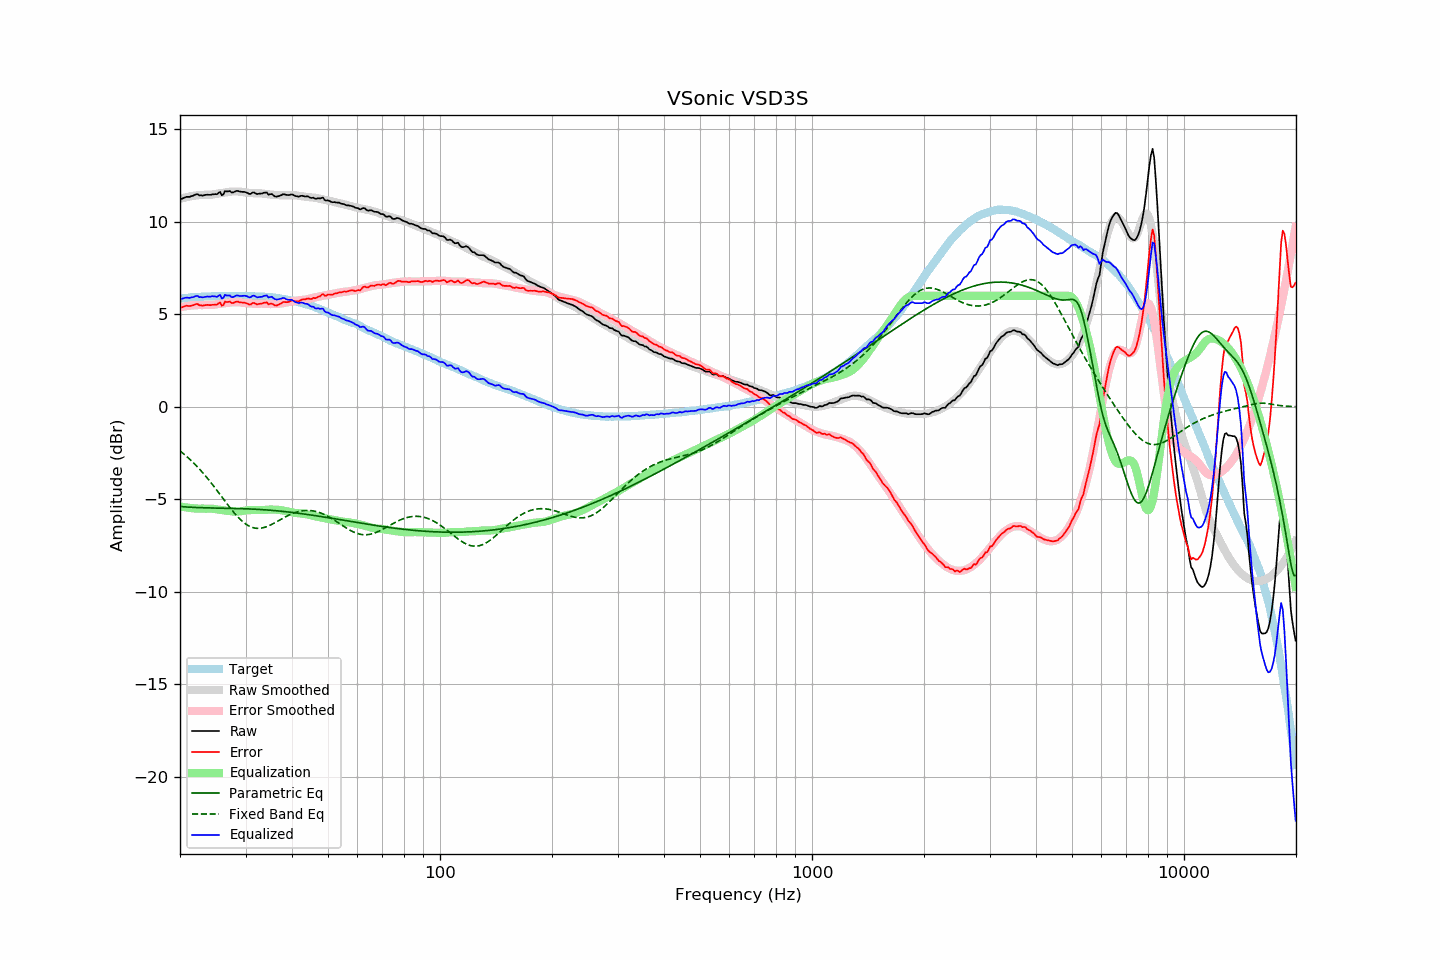 VSonic VSD3S
15
10
5
0
−5
−10
−15
−20
Amplitude (dBr)
Target
Raw Smoothed
Error Smoothed
Raw
Error
Equalization
Parametric Eq
Fixed Band Eq
Equalized
100
1000
10000
Frequency (Hz)